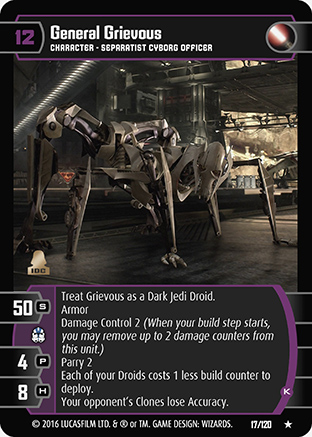 12 General Grievous
CHARACTER - SEPARATIST CYBORG OFFICER
IDC
50 S
4 P
8 H
Treat Grievous as a Dark Jedi Droid.
Armor
Damage Control 2 (When your build step starts,
you may remove up to 2 damage counters from
this unit.)
Parry 2
Each of your Droids costs 1 less build counter to
deploy.
Your opponent's Clones lose Accuracy.
K
© 2016 LUCASFILM LTD. & ® or TM. GAME DESIGN: WIZARDS. 17/120 ★